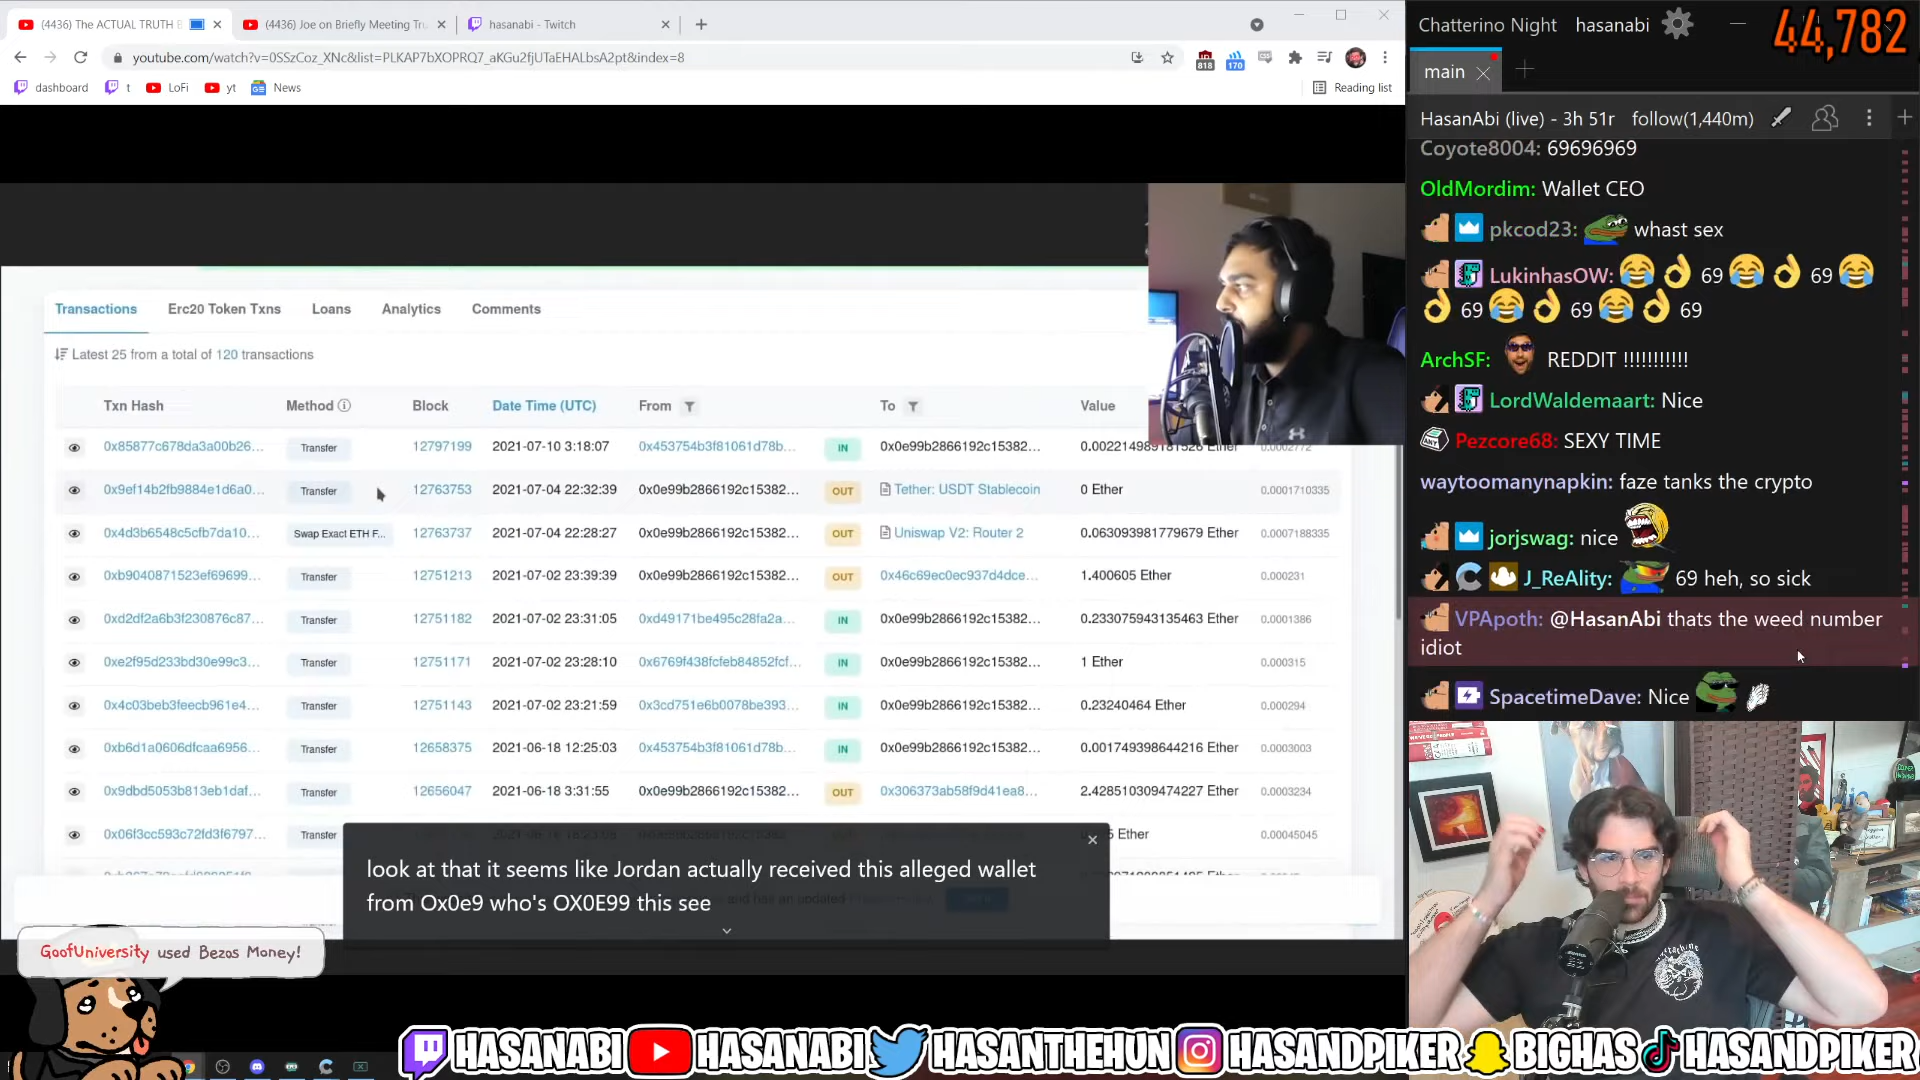 (4436) The ACTUAL TRUTH B
(4436) Joe on Briefly Meeting Tru
hasanabi - Twitch
youtube.com/watch?v=0SSzCoz_XNc&list=PLKAP7bXOPRQ7_aKGu2fjUTaEHALbsA2pt&index=8
818
170
dashboard
t
LoFi
yt
News
Reading list
Transactions Erc20 Token Txns Loans Analytics Comments
Latest 25 from a total of 120 transactions
Txn Hash Method Block Date Time (UTC) From To Value
0x85877c678da3a00b26... Transfer 12797199 2021-07-10 3:18:07 0x453754b3f81061d78b... IN 0x0e99b2866192c15382...
0x9ef14b2fb9884e1d6a0... Transfer 12763753 2021-07-04 22:32:39 0x0e99b2866192c15382... OUT Tether: USDT Stablecoin 0 Ether 0.0001710335
0x4d3b6548c5cfb7da10... Swap Exact ETH F... 12763737 2021-07-04 22:28:27 0x0e99b2866192c15382... OUT Uniswap V2: Router 2 0.063093981779679 Ether 0.0007188335
0xb9040871523ef69699... Transfer 12751213 2021-07-02 23:39:39 0x0e99b2866192c15382... OUT 0x46c69ec0ec937d4dce... 1.400605 Ether 0.000231
0xd2df2a6b3f230876c87... Transfer 12751182 2021-07-02 23:31:05 0xd49171be495c28fa2a... IN 0x0e99b2866192c15382... 0.233075943135463 Ether 0.0001386
0xe2f95d233bd30e99c3... Transfer 12751171 2021-07-02 23:28:10 0x6769f438fcfeb84852fcf... IN 0x0e99b2866192c15382... 1 Ether 0.000315
0x4c03beb3feecb961e4... Transfer 12751143 2021-07-02 23:21:59 0x3cd751e6b0078be393... IN 0x0e99b2866192c15382... 0.23240464 Ether 0.000294
0xb6d1a0606dfcaa6956... Transfer 12658375 2021-06-18 12:25:03 0x453754b3f81061d78b... IN 0x0e99b2866192c15382... 0.001749398644216 Ether 0.0003003
0x9dbd5053b813eb1daf... Transfer 12656047 2021-06-18 3:31:55 0x0e99b2866192c15382... OUT 0x306373ab58f9d41ea8... 2.428510309474227 Ether 0.0003234
0x06f3cc593c72fd3f6797... Transfer Ether 0.00045045
look at that it seems like Jordan actually received this alleged wallet
from Ox0e9 who's OX0E99 this see
GoofUniversity used Bezos Money!
Chatterino Night hasanabi
44,782
main
HasanAbi (live) - 3h 51r follow(1,440m)
Coyote8004: 69696969
OldMordim: Wallet CEO
pkcod23: whast sex
LukinhasOW: 😂👌 69 😂👌 69 😂
👌 69 😂👌 69 😂👌 69
ArchSF: REDDIT !!!!!!!!!!!
LordWaldemaart: Nice
Pezcore68: SEXY TIME
waytoomanynapkin: faze tanks the crypto
jorjswag: nice
J_ReAlity: 69 heh, so sick
VPApoth: @HasanAbi thats the weed number
idiot
SpacetimeDave: Nice
HASANABI HASANABI HASANTHEHUN HASANDPIKER BIGHAS HASANDPIKER